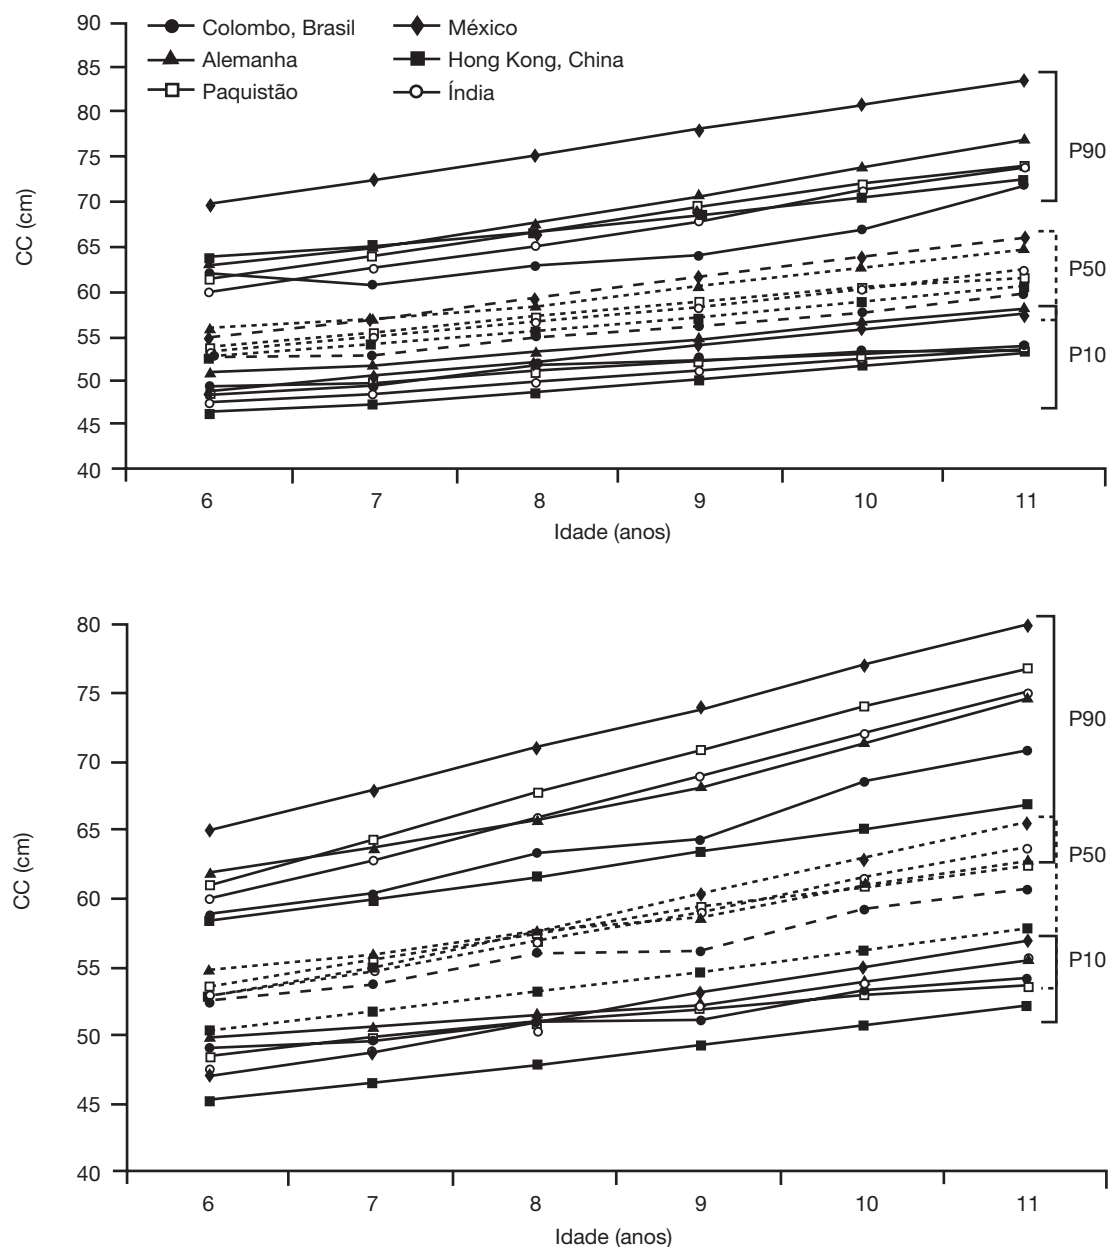 90
85
80
75
70
65
60
55
50
45
40
CC (cm)
Colombo, Brasil
México
Alemanha
Hong Kong, China
Paquistão
Índia
P90
P50
P10
6 7 8 9 10 11
Idade (anos)
80
75
70
65
60
55
50
45
40
CC (cm)
P90
P50
P10
6 7 8 9 10 11
Idade (anos)